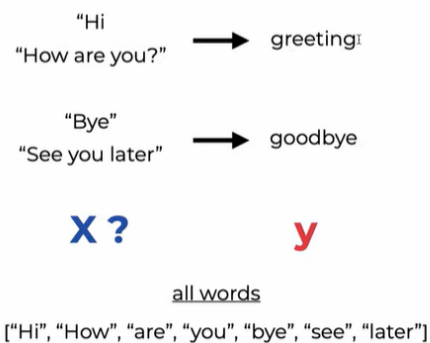 “Hi
“How are you?”
greeting
“Bye”
“See you later”
goodbye
X ?
y
all words
[“Hi”, “How”, “are”, “you”, “bye”, “see”, “later”]